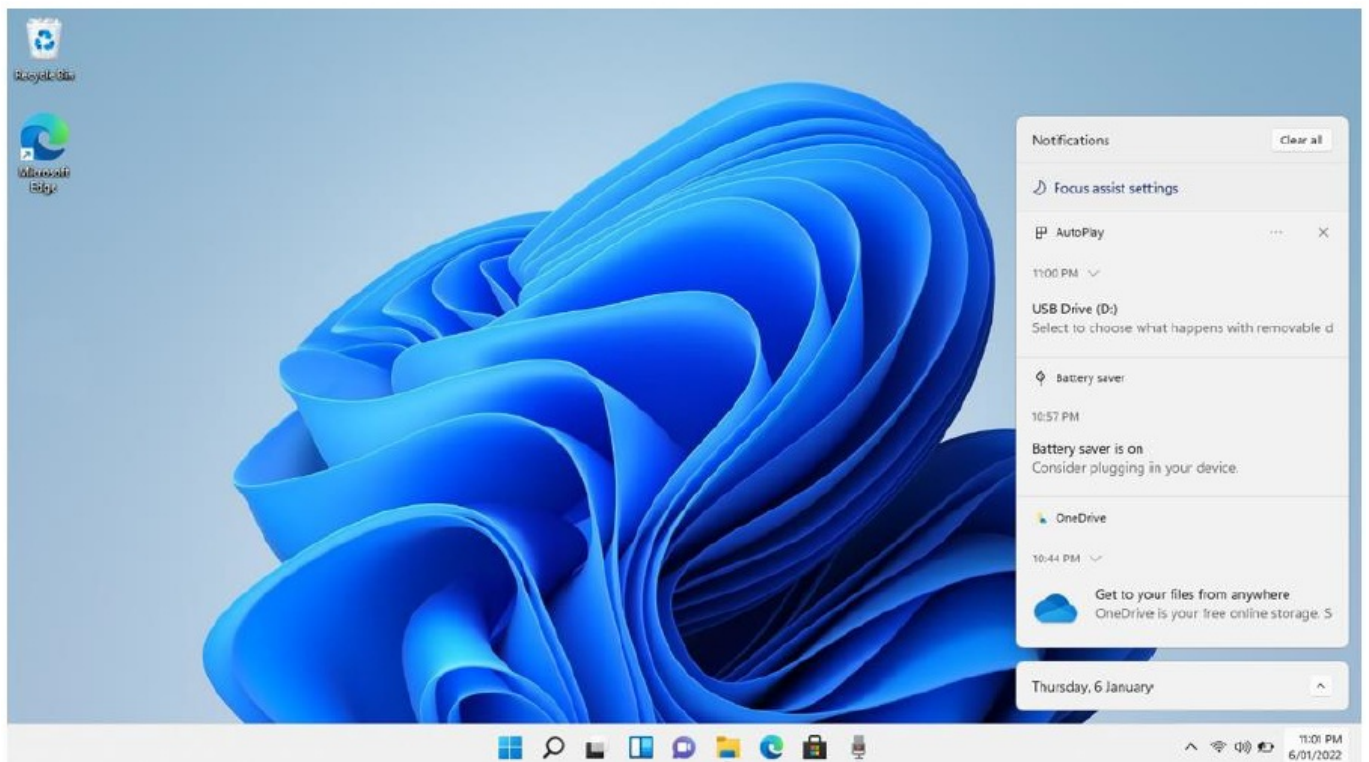 Recycle Bin
Microsoft
Edge
Notifications
Clear all
Focus assist settings
AutoPlay
11:00 PM
USB Drive (D:)
Select to choose what happens with removable d
Battery saver
10:57 PM
Battery saver is on
Consider plugging in your device.
OneDrive
10:44 PM
Get to your files from anywhere
OneDrive is your free online storage. S
Thursday, 6 January
11:01 PM
6/01/2022